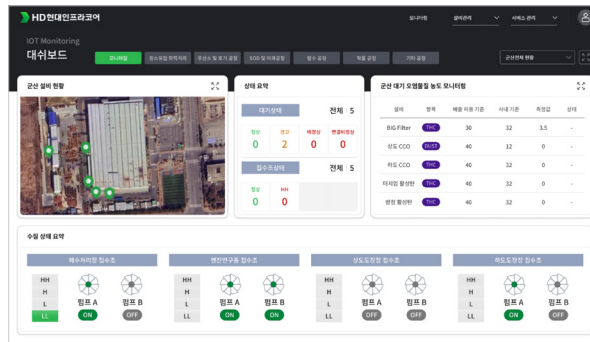 HD현대인프라코어
모니터링 설비관리 서비스 관리
IOT Monitoring
대쉬보드
모니터링 기타 공정
군산전체 현황
군산 설비 현황
상태 요약
대기상태 전체 5
정상 경고 비정상 연결비정상
0 2 0 0
집수조상태 전체 5
정상 HH
0 0
군산 대기 오염물질 농도 모니터링
설비 항목 배출 허용 기준 사내 기준 측정값 상태
BIG Filter THC 30 32 3.5 -
상도 CCO DUST 40 12 0 -
하도 CCO THC 40 32 0 -
터치업 활성탄 THC 40 32 0 -
병합 활성탄 THC 40 32 0 -
수질 상태 요약
폐수처리장 집수조 엔진연구동 집수조 상도도장장 집수조 하도도장장 집수조
HH HH HH HH
H H H H
L 펌프 A 펌프 B L 펌프 A 펌프 B L 펌프 A 펌프 B L 펌프 A 펌프 B
LL ON OFF LL ON ON LL OFF OFF LL ON OFF